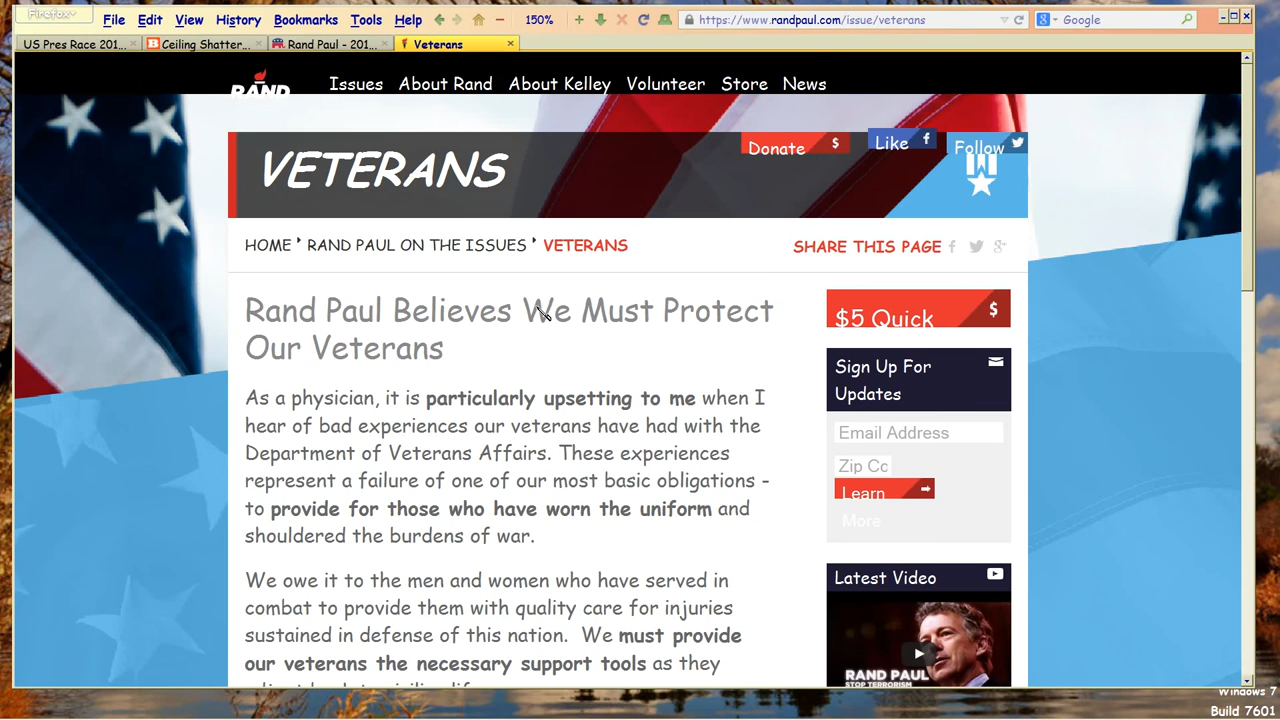 Firefox
File Edit View History Bookmarks Tools Help 150% https://www.randpaul.com/issue/veterans Google
US Pres Race 201... Ceiling Shatter... Rand Paul - 201... Veterans
RAND Issues About Rand About Kelley Volunteer Store News
VETERANS
Donate $ Like Follow
HOME RAND PAUL ON THE ISSUES VETERANS SHARE THIS PAGE
Rand Paul Believes We Must Protect
Our Veterans
As a physician, it is particularly upsetting to me when I
hear of bad experiences our veterans have had with the
Department of Veterans Affairs. These experiences
represent a failure of one of our most basic obligations -
to provide for those who have worn the uniform and
shouldered the burdens of war.
We owe it to the men and women who have served in
combat to provide them with quality care for injuries
sustained in defense of this nation. We must provide
our veterans the necessary support tools as they
$5 Quick $
Sign Up For
Updates
Email Address
Zip Cc
Learn
More
Latest Video
RAND PAUL
STOP TERRORISM
Windows 7
Build 7601